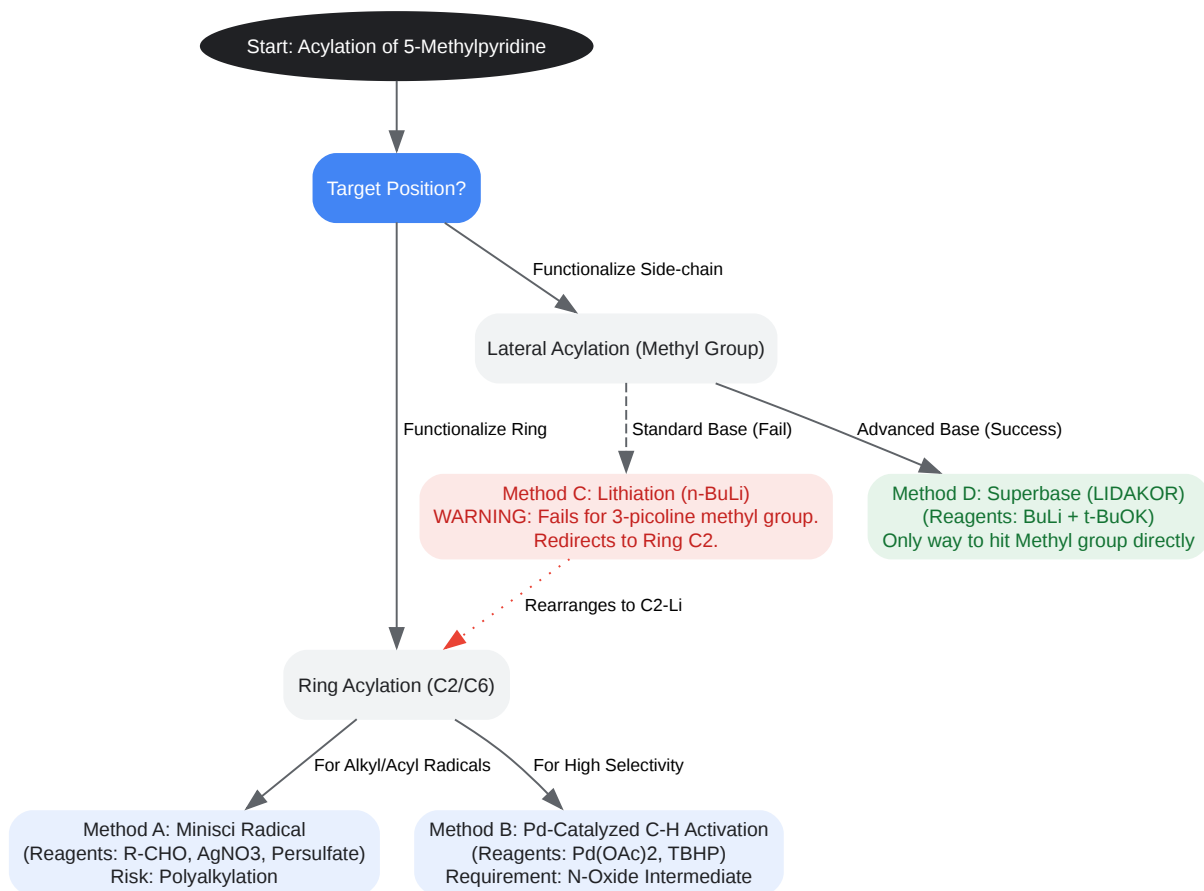 Start: Acylation of 5-Methylpyridine
Target Position?
Functionalize Side-chain
Lateral Acylation (Methyl Group)
Functionalize Ring
Standard Base (Fail)
Advanced Base (Success)
Method C: Lithiation (n-BuLi)
WARNING: Fails for 3-picoline methyl group.
Redirects to Ring C2.
Method D: Superbase (LIDAKOR)
(Reagents: BuLi + t-BuOK)
Only way to hit Methyl group directly
Rearranges to C2-Li
Ring Acylation (C2/C6)
For Alkyl/Acyl Radicals
For High Selectivity
Method A: Minisci Radical
(Reagents: R-CHO, AgNO3, Persulfate)
Risk: Polyalkylation
Method B: Pd-Catalyzed C-H Activation
(Reagents: Pd(OAc)2, TBHP)
Requirement: N-Oxide Intermediate